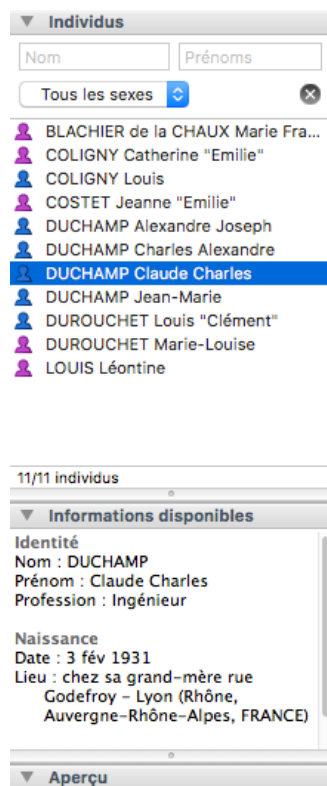 Individus
Nom Prénoms
Tous les sexes
BLACHIER de la CHAUX Marie Fra...
COLIGNY Catherine "Emilie"
COLIGNY Louis
COSTET Jeanne "Emilie"
DUCHAMP Alexandre Joseph
DUCHAMP Charles Alexandre
DUCHAMP Claude Charles
DUCHAMP Jean-Marie
DUROUCHET Louis "Clément"
DUROUCHET Marie-Louise
LOUIS Léontine
11/11 individus
Informations disponibles
Identité
Nom : DUCHAMP
Prénom : Claude Charles
Profession : Ingénieur
Naissance
Date : 3 fév 1931
Lieu : chez sa grand-mère rue
Godefroy – Lyon (Rhône,
Auvergne-Rhône-Alpes, FRANCE)
Aperçu